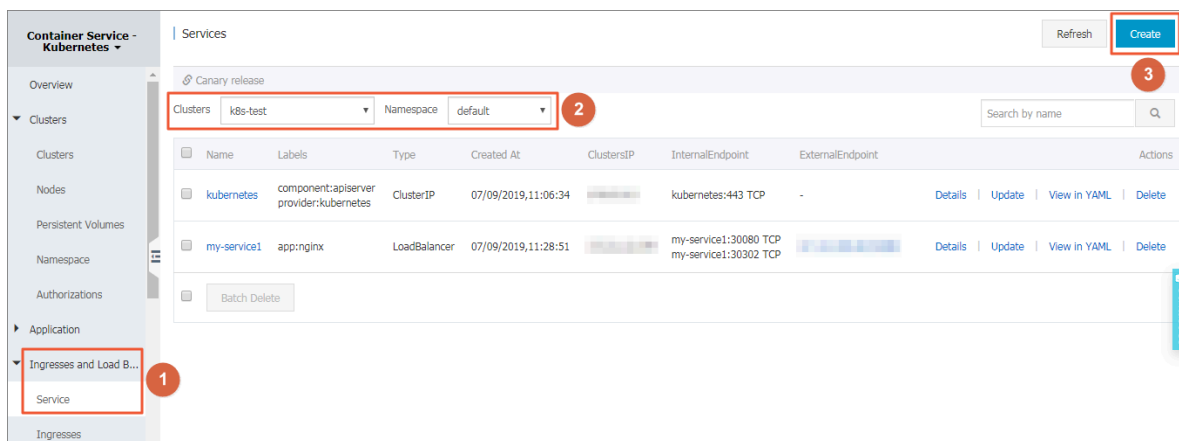 Container Service -
Kubernetes
Services
Refresh
Create
3
Overview
Canary release
Clusters
k8s-test
Namespace
default
2
Search by name
Clusters
Clusters
Nodes
Persistent Volumes
Namespace
Authorizations
Application
Ingresses and Load B...
1
Service
Ingresses
Name Labels Type Created At ClustersIP InternalEndpoint ExternalEndpoint Actions
kubernetes component:apiserver ClusterIP 07/09/2019,11:06:34 kubernetes:443 TCP - Details | Update | View in YAML | Delete
provider:kubernetes
my-service1 app:nginx LoadBalancer 07/09/2019,11:28:51 my-service1:30080 TCP Details | Update | View in YAML | Delete
my-service1:30302 TCP
Batch Delete